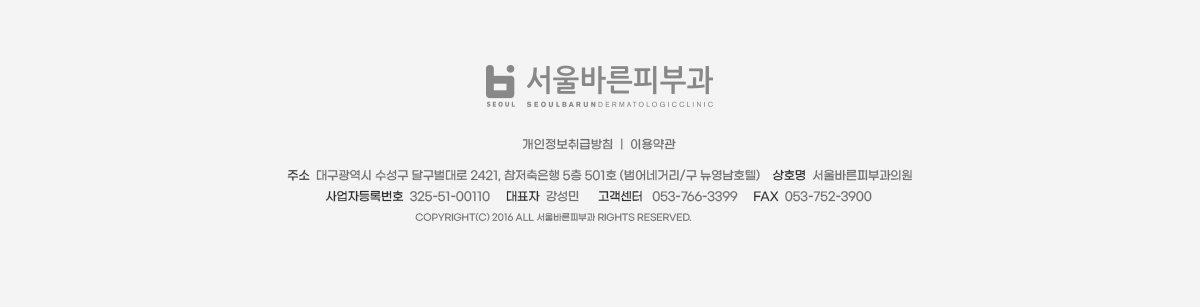 서울바른피부과
SEOUL SEOULBARUNDERMATOLOGICCLINIC
개인정보취급방침 | 이용약관
주소 대구광역시 수성구 달구벌대로 2421, 참저축은행 5층 501호 (범어네거리/구 뉴영남호텔) 상호명 서울바른피부과의원
사업자등록번호 325-51-00110 대표자 강성민 고객센터 053-766-3399 FAX 053-752-3900
COPYRIGHT(C) 2016 ALL 서울바른피부과 RIGHTS RESERVED.